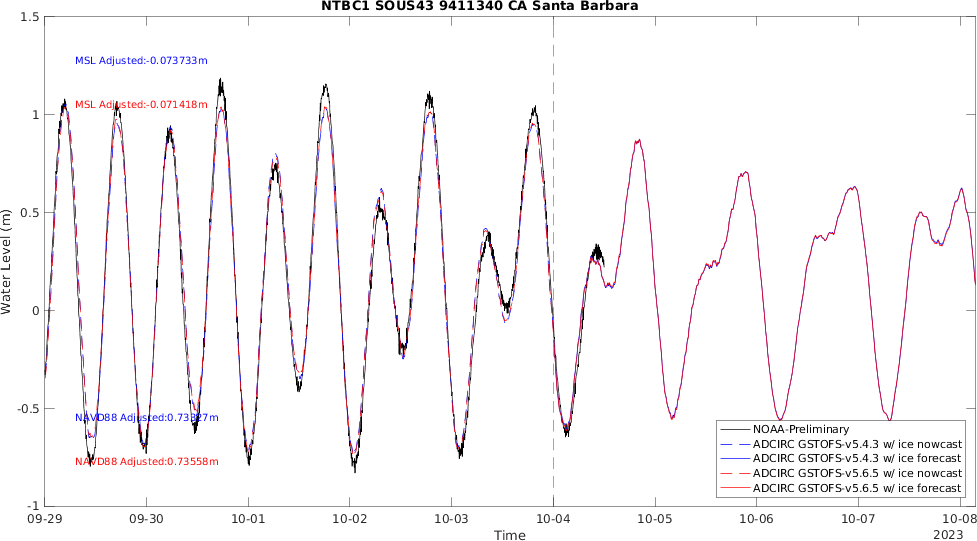 NTBC1 SOUS43 9411340 CA Santa Barbara
1.5
MSL Adjusted:-0.073733m
MSL Adjusted:-0.071418m
1
0.5
Water Level (m)
0
-0.5
NAVD88 Adjusted:0.73327m
NAVD88 Adjusted:0.73558m
-1
NOAA-Preliminary
ADCIRC GSTOFS-v5.4.3 w/ ice nowcast
ADCIRC GSTOFS-v5.4.3 w/ ice forecast
ADCIRC GSTOFS-v5.6.5 w/ ice nowcast
ADCIRC GSTOFS-v5.6.5 w/ ice forecast
09-29 09-30 10-01 10-02 10-03 10-04 10-05 10-06 10-07 10-08
Time
2023